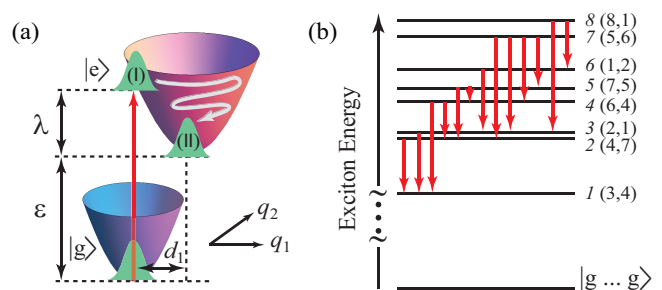 (a)
|e⟩
(I)
λ
(II)
ε
|g⟩
d₁
q₂
q₁
(b)
Exciton Energy
8 (8,1)
7 (5,6)
6 (1,2)
5 (7,5)
4 (6,4)
3 (2,1)
2 (4,7)
1 (3,4)
|g ... g⟩